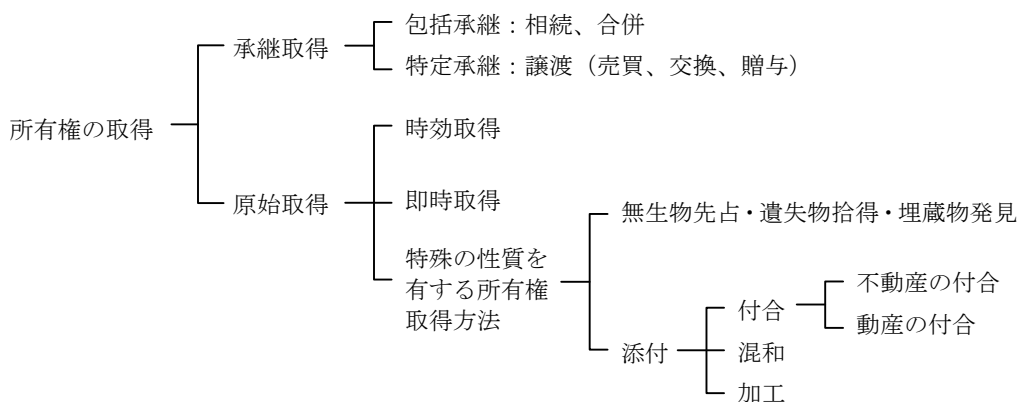 包括承継：相続、合併
承継取得
特定承継：譲渡（売買、交換、贈与）
所有権の取得
時効取得
原始取得
即時取得
無生物先占・遺失物拾得・埋蔵物発見
特殊の性質を
有する所有権
取得方法
不動産の付合
付合
動産の付合
添付
混和
加工